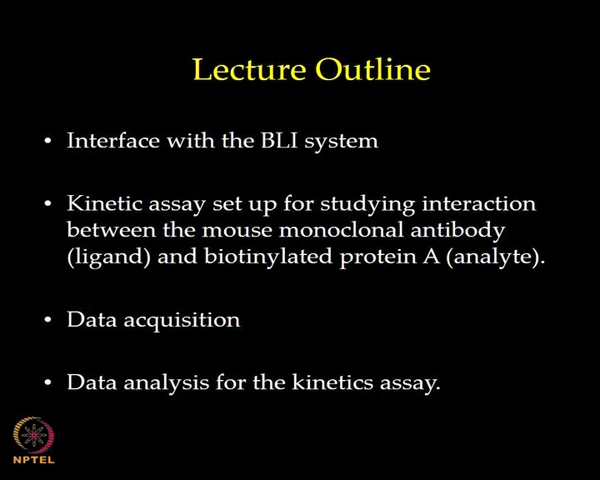 Lecture Outline
• Interface with the BLI system
• Kinetic assay set up for studying interaction
between the mouse monoclonal antibody
(ligand) and biotinylated protein A (analyte).
• Data acquisition
• Data analysis for the kinetics assay.
NPTEL